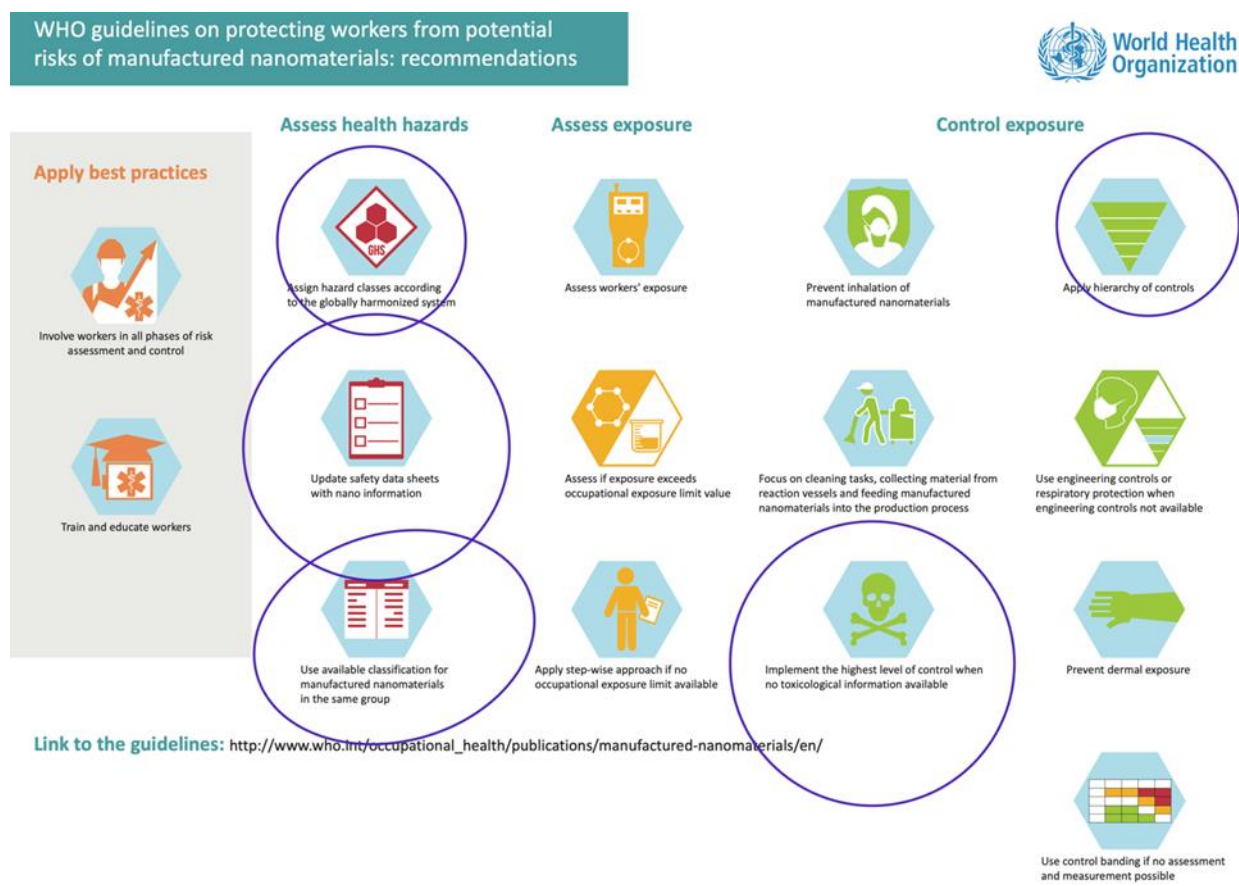 WHO guidelines on protecting workers from potential
risks of manufactured nanomaterials: recommendations
World Health
Organization
Apply best practices
Involve workers in all phases of risk
assessment and control
Train and educate workers
Assess health hazards
GHS
Assign hazard classes according
to the globally harmonized system
Update safety data sheets
with nano information
Use available classification for
manufactured nanomaterials
in the same group
Assess exposure
Assess workers' exposure
Assess if exposure exceeds
occupational exposure limit value
Apply step-wise approach if no
occupational exposure limit available
Control exposure
Prevent inhalation of
manufactured nanomaterials
Apply hierarchy of controls
Focus on cleaning tasks, collecting material from
reaction vessels and feeding manufactured
nanomaterials into the production process
Use engineering controls or
respiratory protection when
engineering controls not available
Implement the highest level of control when
no toxicological information available
Prevent dermal exposure
Use control banding if no assessment
and measurement possible
Link to the guidelines: http://www.who.int/occupational_health/publications/manufactured-nanomaterials/en/